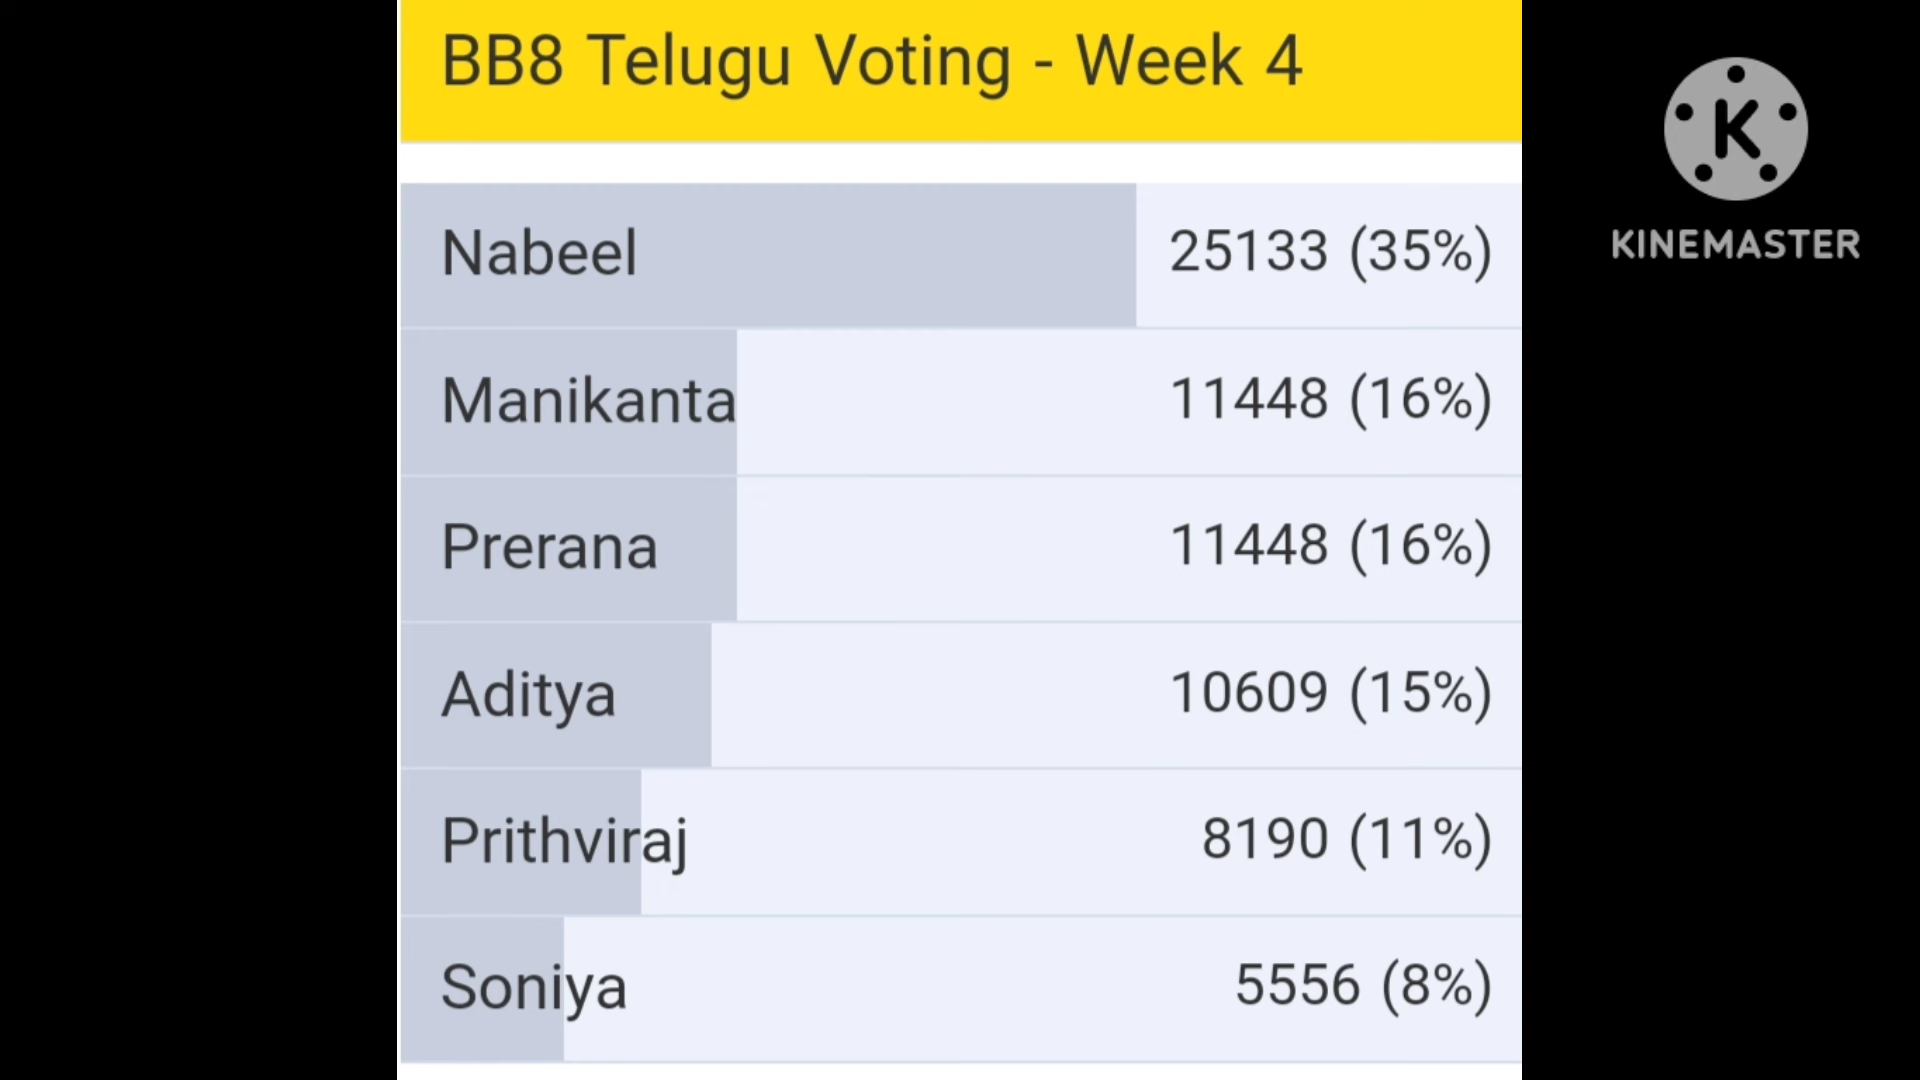 BB8 Telugu Voting - Week 4
Nabeel 25133 (35%)
Manikanta 11448 (16%)
Prerana 11448 (16%)
Aditya 10609 (15%)
Prithviraj 8190 (11%)
Soniya 5556 (8%)
K
KINEMASTER